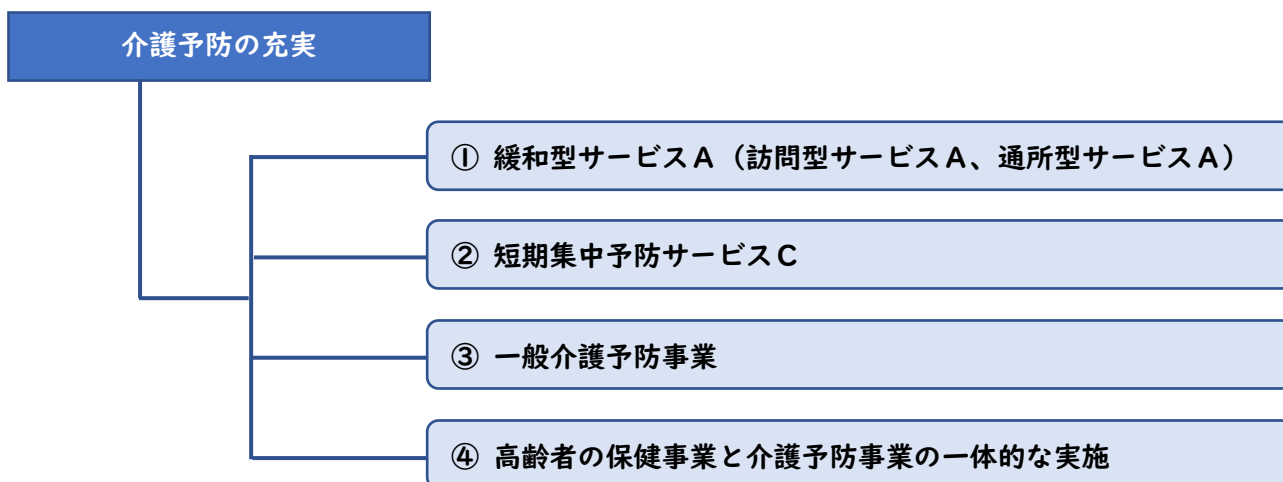 介護予防の充実
① 緩和型サービスA（訪問型サービスA、通所型サービスA）
② 短期集中予防サービスC
③ 一般介護予防事業
④ 高齢者の保健事業と介護予防事業の一体的な実施